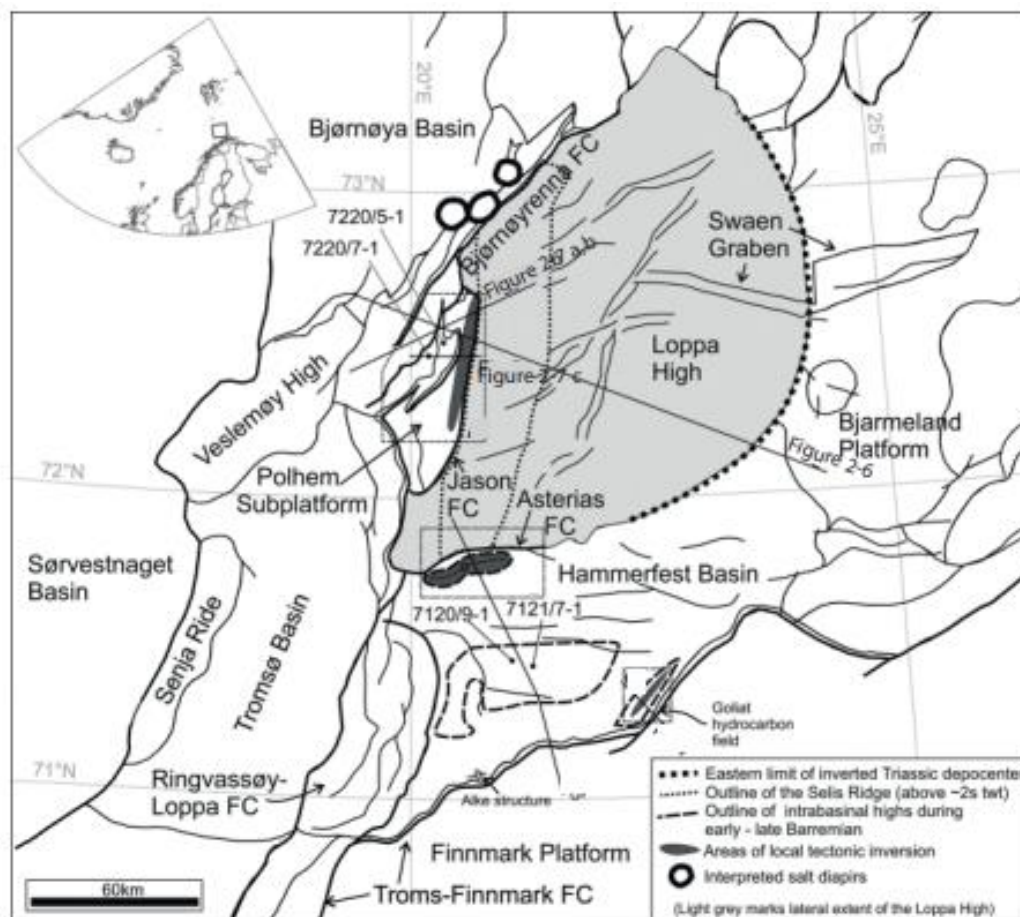 20°E
25°E
Bjørnøya Basin
73°N
7220/5-1
7220/7-1
Bjørnøyrenna FC
Figure 2-7 a,b
Swaen
Graben
Figure 2-7 c
Loppa
High
Veslemøy High
Bjarmeland
Platform
Figure 2-6
72°N
Polhem
Subplatform
Jason
FC
Asterias
FC
Sørvestnaget
Basin
Hammerfest Basin
7120/9-1
7121/7-1
Senja Ride
Tromsø Basin
Goliat
hydrocarbon
field
71°N
Ringvassøy-
Loppa FC
Alke structure
Finnmark Platform
60km
Troms-Finnmark FC
Eastern limit of inverted Triassic depocenter
Outline of the Selis Ridge (above ~2s twt)
Outline of intrabasinal highs during
early - late Barremian
Areas of local tectonic inversion
Interpreted salt diapirs
(Light grey marks lateral extent of the Loppa High)